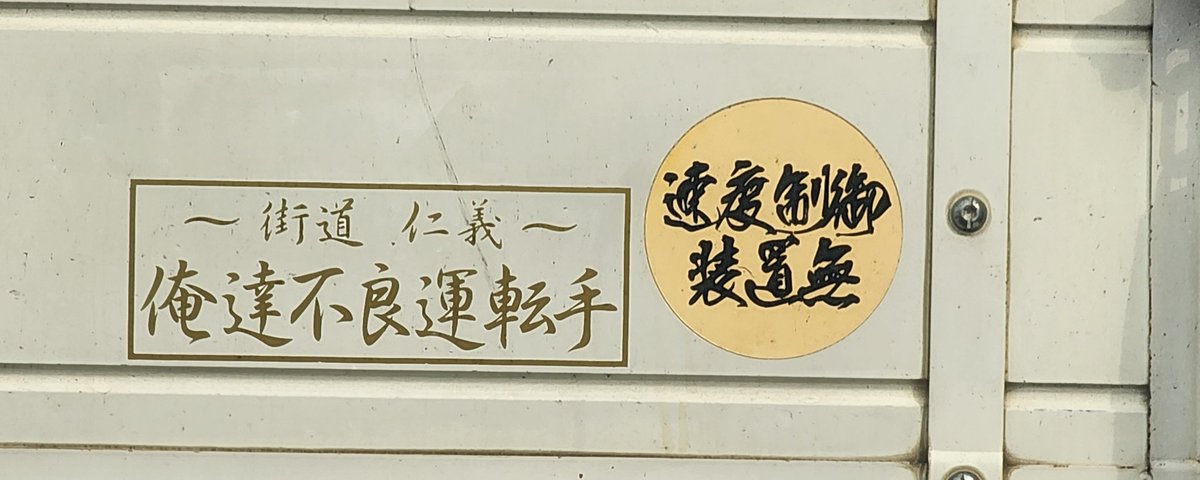 〜街道 仁義〜
俺達不良運転手
速度制御
装置無